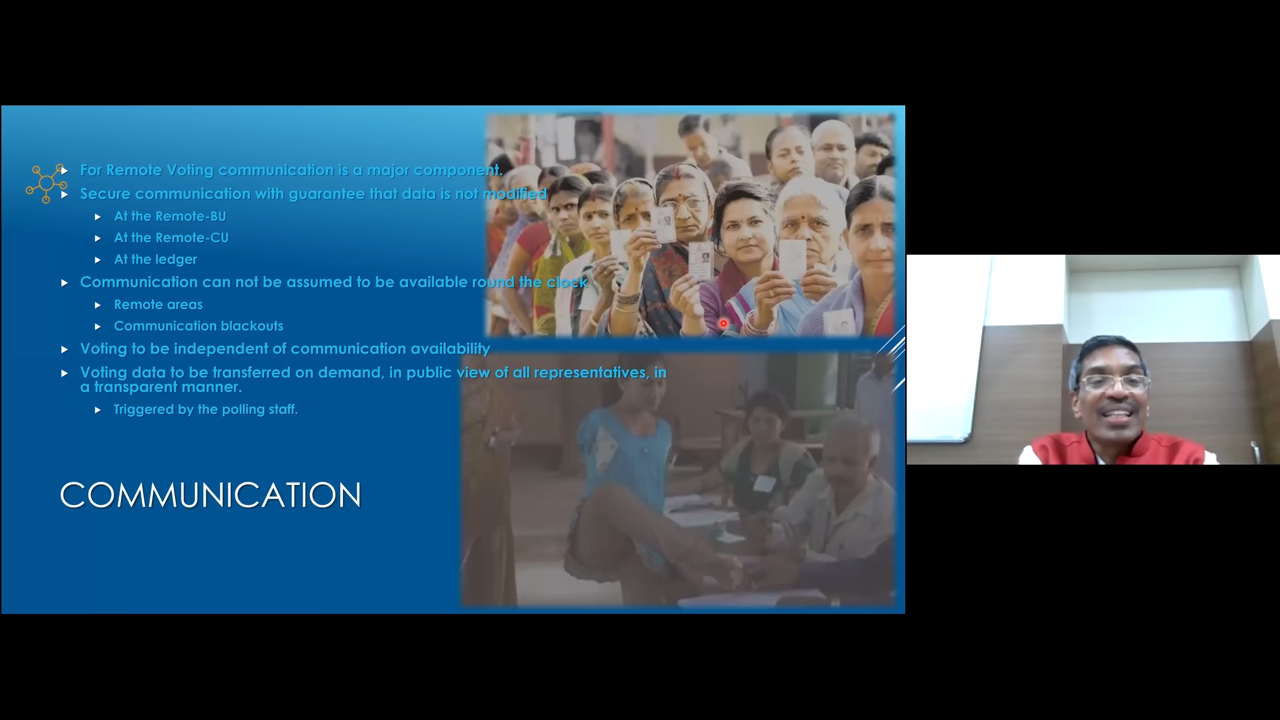 For Remote Voting communication is a major component.
Secure communication with guarantee that data is not modified
At the Remote-BU
At the Remote-CU
At the ledger
Communication can not be assumed to be available round the clock
Remote areas
Communication blackouts
Voting to be independent of communication availability
Voting data to be transferred on demand, in public view of all representatives, in
a transparent manner.
Triggered by the polling staff.
COMMUNICATION